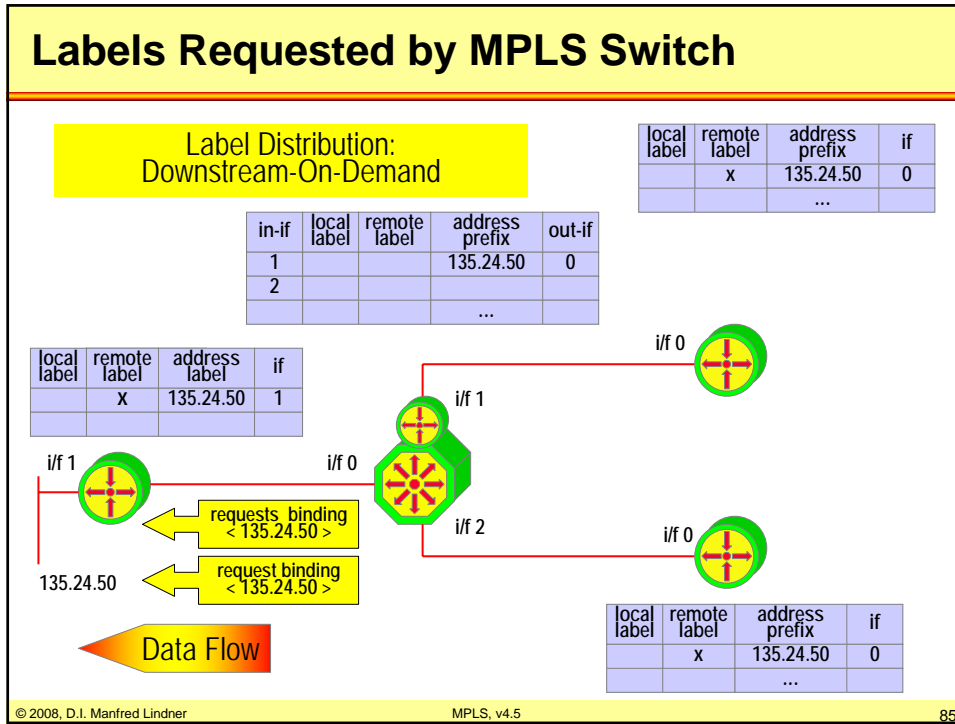 Labels Requested by MPLS Switch
Label Distribution:
Downstream-On-Demand
local label remote label address prefix if
x 135.24.50 0
...
in-if local label remote label address prefix out-if
1 135.24.50 0
2
...
local label remote label address label if
x 135.24.50 1
i/f 0
i/f 1
i/f 1
i/f 0
requests binding
< 135.24.50 >
i/f 2
i/f 0
135.24.50
request binding
< 135.24.50 >
Data Flow
local label remote label address prefix if
x 135.24.50 0
...
© 2008, D.I. Manfred Lindner
MPLS, v4.5
85